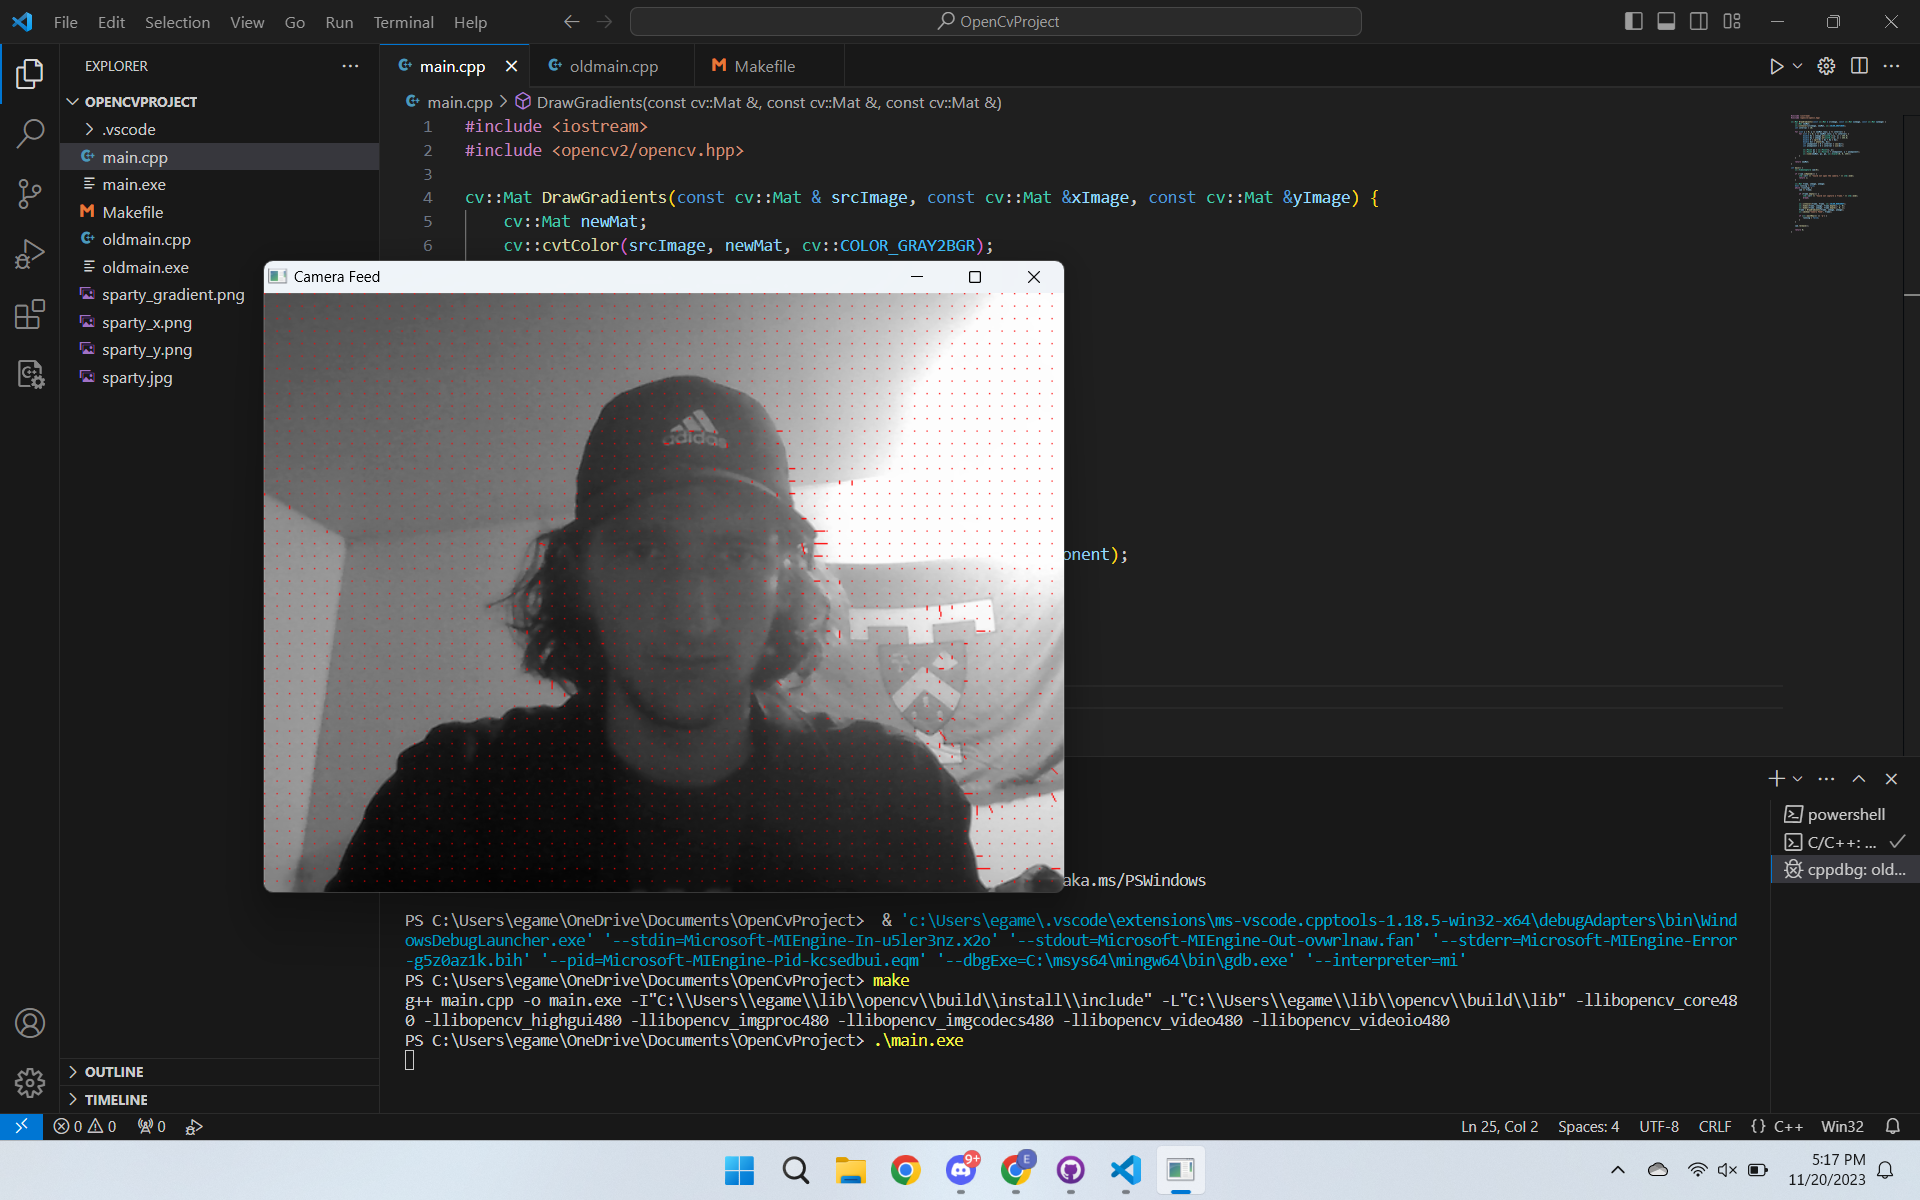 File Edit Selection View Go Run Terminal Help
OpenCvProject
EXPLORER
OPENCVPROJECT
.vscode
main.cpp
main.exe
Makefile
oldmain.cpp
oldmain.exe
sparty_gradient.png
sparty_x.png
sparty_y.png
sparty.jpg
OUTLINE
TIMELINE
main.cpp
oldmain.cpp
Makefile
main.cpp > DrawGradients(const cv::Mat &, const cv::Mat &, const cv::Mat &)
1 #include <iostream>
2 #include <opencv2/opencv.hpp>
3
4 cv::Mat DrawGradients(const cv::Mat & srcImage, const cv::Mat &xImage, const cv::Mat &yImage) {
5 cv::Mat newMat;
6 cv::cvtColor(srcImage, newMat, cv::COLOR_GRAY2BGR);
Camera Feed
adidas
onent);
powershell
C/C++: ...
cppdbg: old...
aka.ms/PSWindows
PS C:\Users\egame\OneDrive\Documents\OpenCvProject> & 'c:\Users\egame\.vscode\extensions\ms-vscode.cpptools-1.18.5-win32-x64\debugAdapters\bin\Wind
owsDebugLauncher.exe' '--stdin=Microsoft-MIEngine-In-u5ler3nz.x2o' '--stdout=Microsoft-MIEngine-Out-ovwrlnaw.fan' '--stderr=Microsoft-MIEngine-Error
-g5z0az1k.bih' '--pid=Microsoft-MIEngine-Pid-kcsedbui.eqm' '--dbgExe=C:\msys64\mingw64\bin\gdb.exe' '--interpreter=mi'
PS C:\Users\egame\OneDrive\Documents\OpenCvProject> make
g++ main.cpp -o main.exe -I"C:\\Users\\egame\\lib\\opencv\\build\\install\\include" -L"C:\\Users\\egame\\lib\\opencv\\build\\lib" -llibopencv_core48
0 -llibopencv_highgui480 -llibopencv_imgproc480 -llibopencv_imgcodecs480 -llibopencv_video480 -llibopencv_videoio480
PS C:\Users\egame\OneDrive\Documents\OpenCvProject> .\main.exe
0 0 0
Ln 25, Col 2 Spaces: 4 UTF-8 CRLF {} C++ Win32
9+
E
5:17 PM
11/20/2023